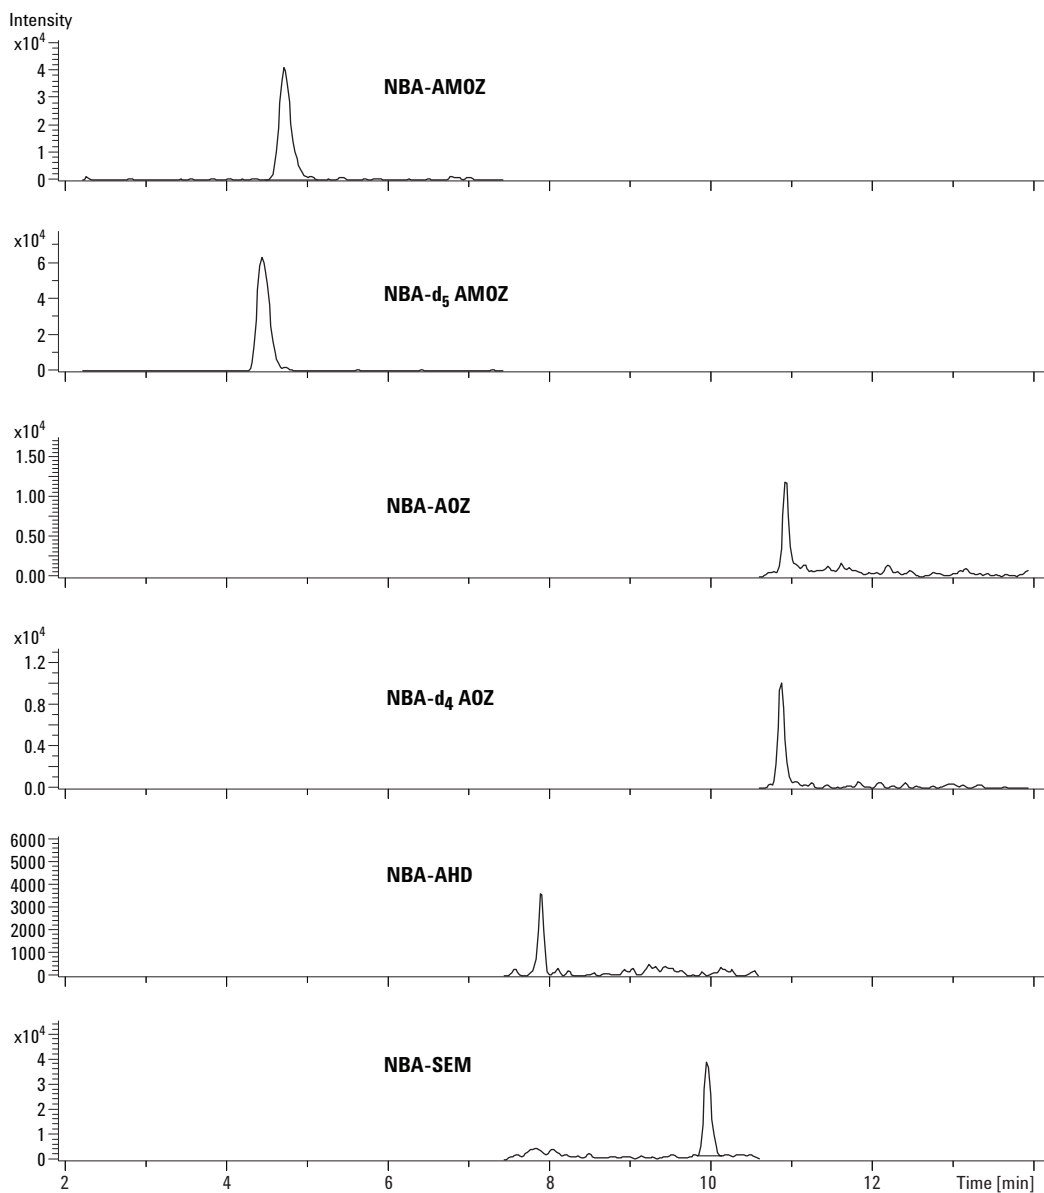 Intensity
x10⁴
4
3
2
1
0
NBA-AMOZ
x10⁴
6
4
2
0
NBA-d₅ AMOZ
x10⁴
1.50
1.00
0.50
0.00
NBA-AOZ
x10⁴
1.2
0.8
0.4
0.0
NBA-d₄ AOZ
6000
5000
4000
3000
2000
1000
0
NBA-AHD
x10⁴
4
3
2
1
0
NBA-SEM
2 4 6 8 10 12 Time [min]